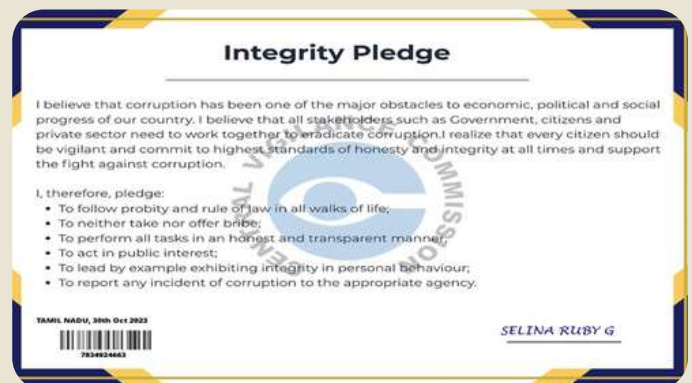 Integrity Pledge
I believe that corruption has been one of the major obstacles to economic, political and social
progress of our country. I believe that all stakeholders such as Government, citizens and
private sector need to work together to eradicate corruption.I realize that every citizen should
be vigilant and commit to highest standards of honesty and integrity at all times and support
the fight against corruption.
I, therefore, pledge:
• To follow probity and rule of law in all walks of life;
• To neither take nor offer bribe;
• To perform all tasks in an honest and transparent manner;
• To act in public interest;
• To lead by example exhibiting integrity in personal behaviour;
• To report any incident of corruption to the appropriate agency.
CENTRAL VIGILANCE COMMISSION
TAMIL NADU, 30th Oct 2023
7834924663
SELINA RUBY G